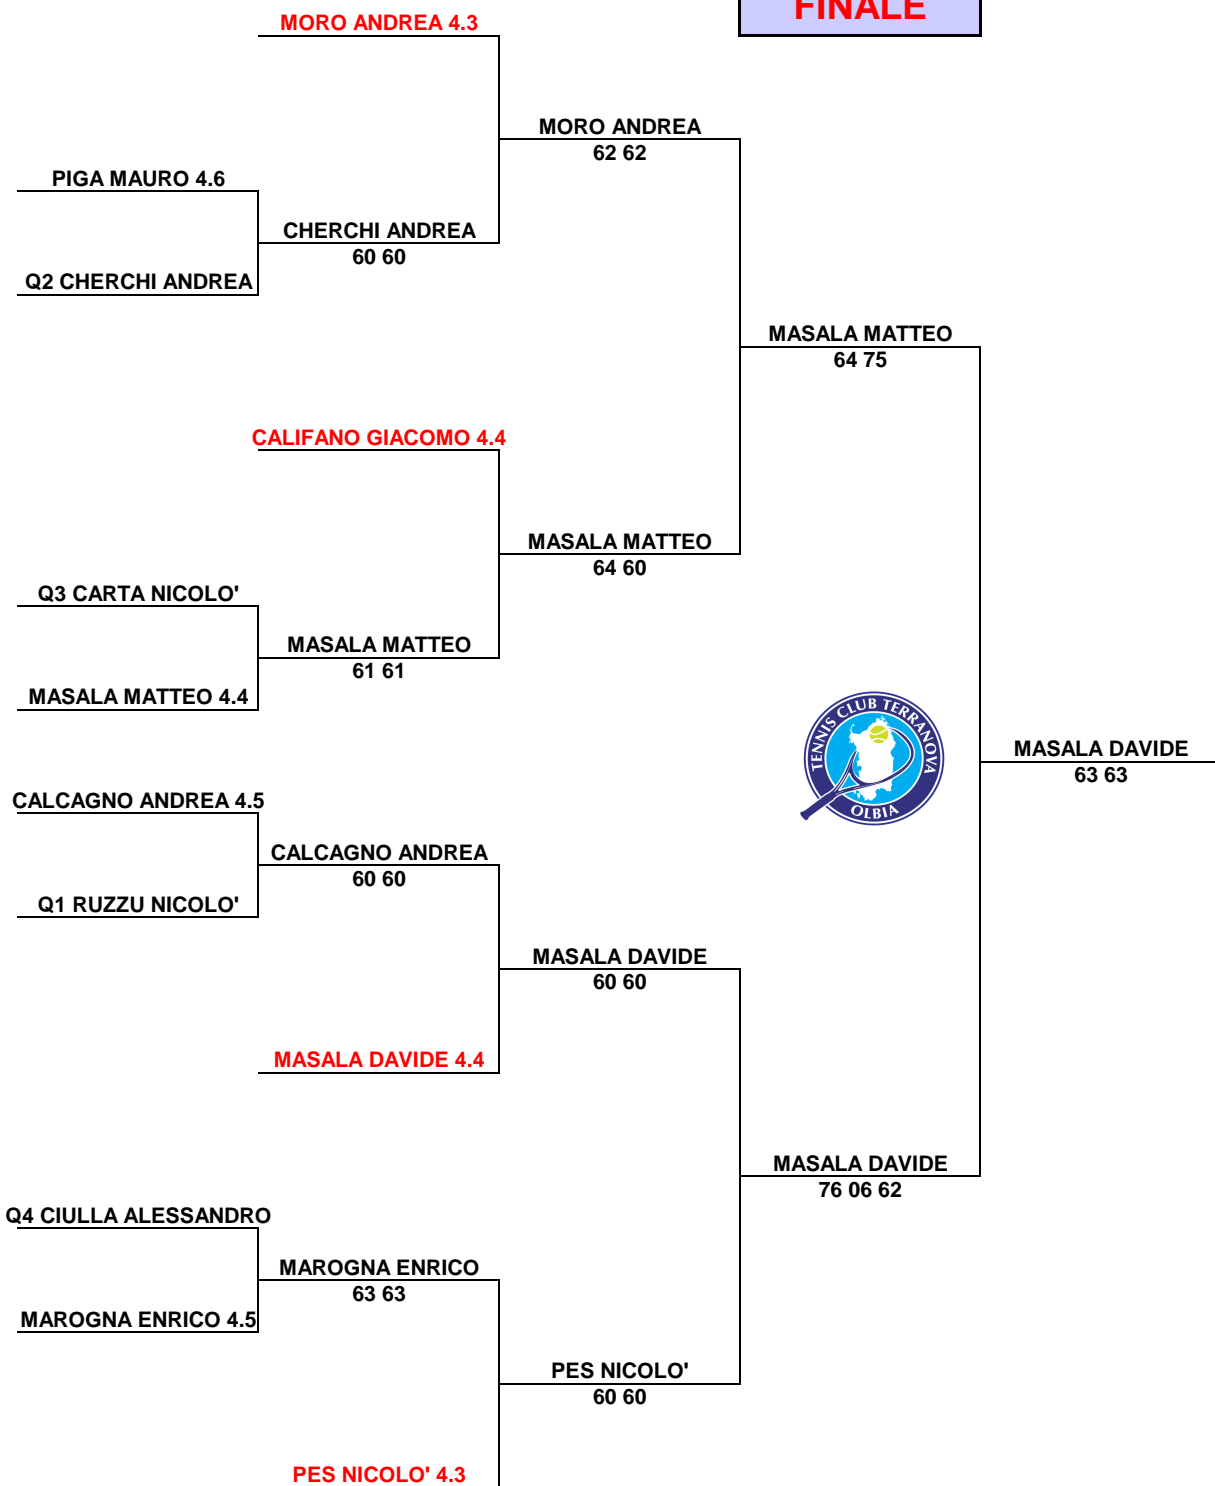 FINALE
MORO ANDREA 4.3
MORO ANDREA
62 62
PIGA MAURO 4.6
CHERCHI ANDREA
60 60
Q2 CHERCHI ANDREA
MASALA MATTEO
64 75
CALIFANO GIACOMO 4.4
MASALA MATTEO
64 60
Q3 CARTA NICOLO'
MASALA MATTEO
61 61
MASALA MATTEO 4.4
TENNIS CLUB TERRANOVA
OLBIA
MASALA DAVIDE
63 63
CALCAGNO ANDREA 4.5
CALCAGNO ANDREA
60 60
Q1 RUZZU NICOLO'
MASALA DAVIDE
60 60
MASALA DAVIDE 4.4
MASALA DAVIDE
76 06 62
Q4 CIULLA ALESSANDRO
MAROGNA ENRICO
63 63
MAROGNA ENRICO 4.5
PES NICOLO'
60 60
PES NICOLO' 4.3